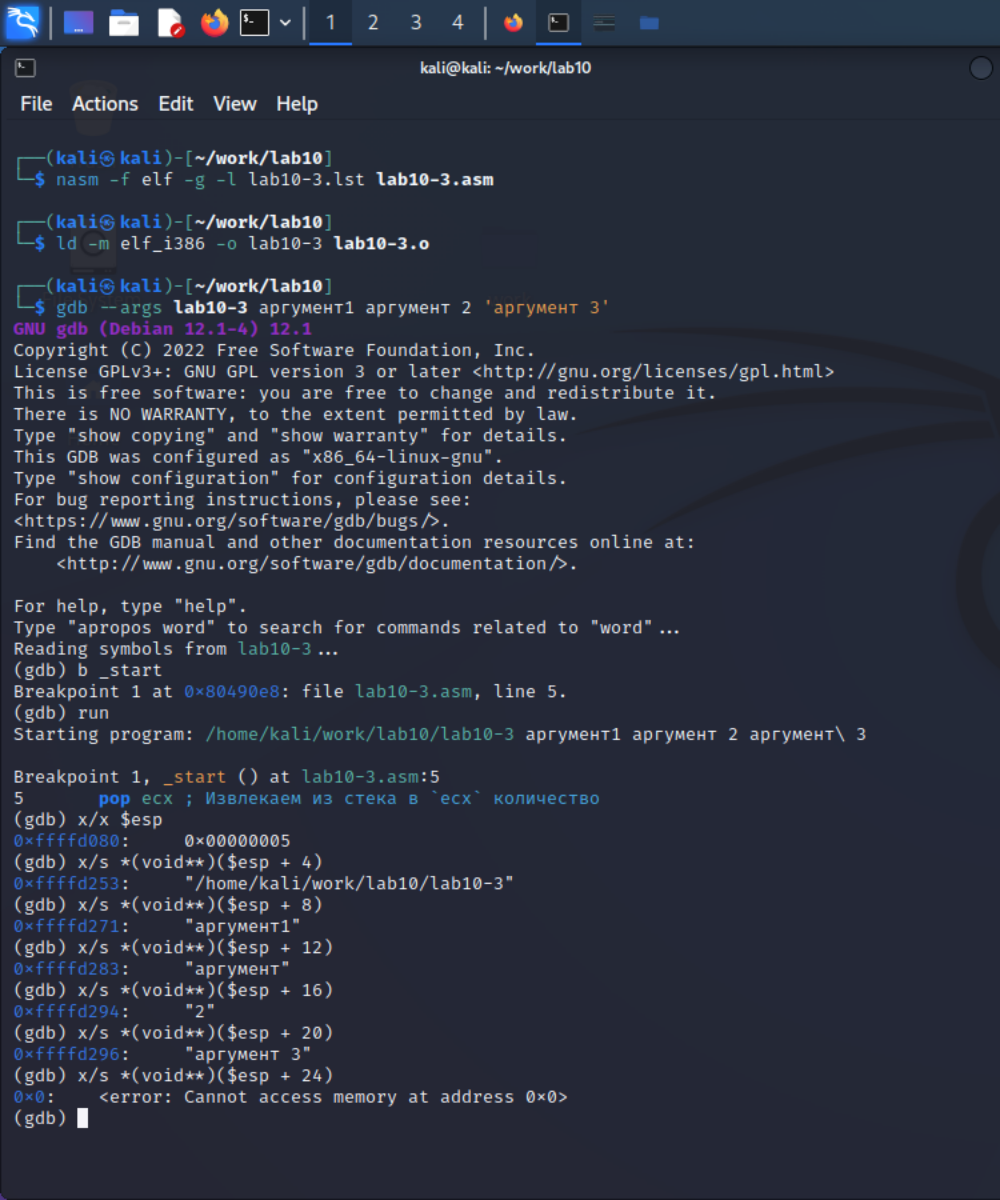 1 2 3 4
kali@kali: ~/work/lab10
File Actions Edit View Help
┌──(kali㉿kali)-[~/work/lab10]
└─$ nasm -f elf -g -l lab10-3.lst lab10-3.asm
┌──(kali㉿kali)-[~/work/lab10]
└─$ ld -m elf_i386 -o lab10-3 lab10-3.o
┌──(kali㉿kali)-[~/work/lab10]
└─$ gdb --args lab10-3 аргумент1 аргумент 2 'аргумент 3'
GNU gdb (Debian 12.1-4) 12.1
Copyright (C) 2022 Free Software Foundation, Inc.
License GPLv3+: GNU GPL version 3 or later <http://gnu.org/licenses/gpl.html>
This is free software: you are free to change and redistribute it.
There is NO WARRANTY, to the extent permitted by law.
Type "show copying" and "show warranty" for details.
This GDB was configured as "x86_64-linux-gnu".
Type "show configuration" for configuration details.
For bug reporting instructions, please see:
<https://www.gnu.org/software/gdb/bugs/>.
Find the GDB manual and other documentation resources online at:
    <http://www.gnu.org/software/gdb/documentation/>.
For help, type "help".
Type "apropos word" to search for commands related to "word"...
Reading symbols from lab10-3...
(gdb) b _start
Breakpoint 1 at 0x80490e8: file lab10-3.asm, line 5.
(gdb) run
Starting program: /home/kali/work/lab10/lab10-3 аргумент1 аргумент 2 аргумент\ 3
Breakpoint 1, _start () at lab10-3.asm:5
5       pop ecx ; Извлекаем из стека в `ecx` количество
(gdb) x/x $esp
0xffffd080:     0x00000005
(gdb) x/s *(void**)($esp + 4)
0xffffd253:     "/home/kali/work/lab10/lab10-3"
(gdb) x/s *(void**)($esp + 8)
0xffffd271:     "аргумент1"
(gdb) x/s *(void**)($esp + 12)
0xffffd283:     "аргумент"
(gdb) x/s *(void**)($esp + 16)
0xffffd294:     "2"
(gdb) x/s *(void**)($esp + 20)
0xffffd296:     "аргумент 3"
(gdb) x/s *(void**)($esp + 24)
0x0:    <error: Cannot access memory at address 0x0>
(gdb)